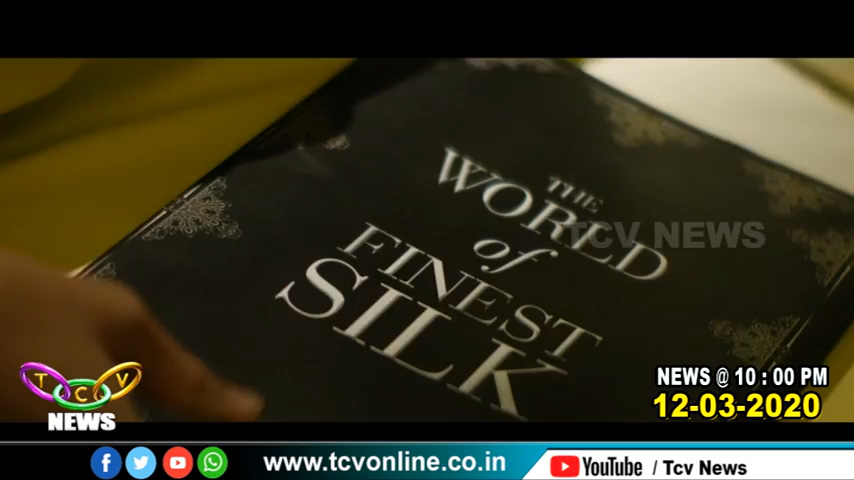 THE
WORLD
of
FINEST
SILK
TCV NEWS
T C V
NEWS
NEWS @ 10 : 00 PM
12-03-2020
www.tcvonline.co.in
YouTube / Tcv News